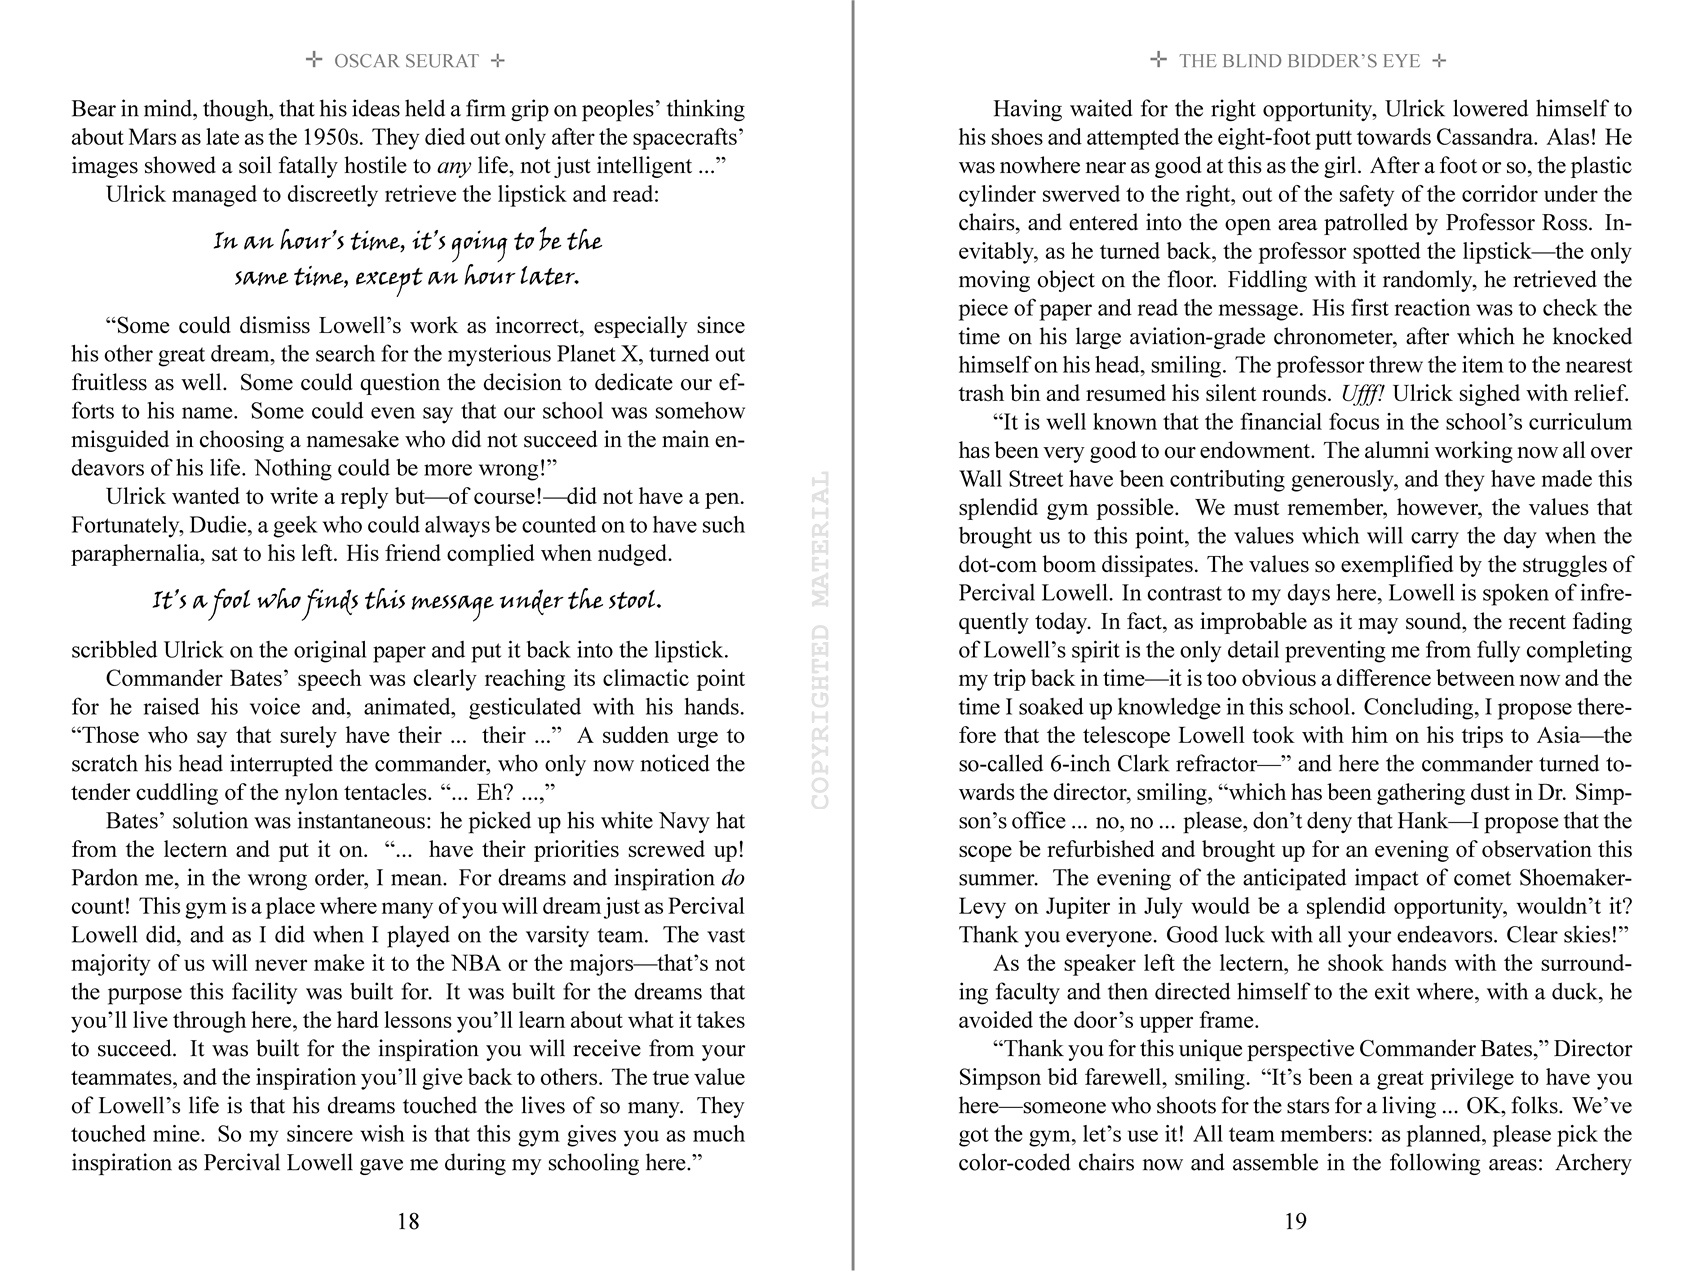 ✢ OSCAR SEURAT ✢
Bear in mind, though, that his ideas held a firm grip on peoples’ thinking
about Mars as late as the 1950s. They died out only after the spacecrafts’
images showed a soil fatally hostile to any life, not just intelligent ...”
Ulrick managed to discreetly retrieve the lipstick and read:
In an hour’s time, it’s going to be the
same time, except an hour later.
“Some could dismiss Lowell’s work as incorrect, especially since
his other great dream, the search for the mysterious Planet X, turned out
fruitless as well. Some could question the decision to dedicate our ef-
forts to his name. Some could even say that our school was somehow
misguided in choosing a namesake who did not succeed in the main en-
deavors of his life. Nothing could be more wrong!”
Ulrick wanted to write a reply but—of course!—did not have a pen.
Fortunately, Dudie, a geek who could always be counted on to have such
paraphernalia, sat to his left. His friend complied when nudged.
It’s a fool who finds this message under the stool.
scribbled Ulrick on the original paper and put it back into the lipstick.
Commander Bates’ speech was clearly reaching its climactic point
for he raised his voice and, animated, gesticulated with his hands.
“Those who say that surely have their ... their ...” A sudden urge to
scratch his head interrupted the commander, who only now noticed the
tender cuddling of the nylon tentacles. “... Eh? ...,”
Bates’ solution was instantaneous: he picked up his white Navy hat
from the lectern and put it on. “... have their priorities screwed up!
Pardon me, in the wrong order, I mean. For dreams and inspiration do
count! This gym is a place where many of you will dream just as Percival
Lowell did, and as I did when I played on the varsity team. The vast
majority of us will never make it to the NBA or the majors—that’s not
the purpose this facility was built for. It was built for the dreams that
you’ll live through here, the hard lessons you’ll learn about what it takes
to succeed. It was built for the inspiration you will receive from your
teammates, and the inspiration you’ll give back to others. The true value
of Lowell’s life is that his dreams touched the lives of so many. They
touched mine. So my sincere wish is that this gym gives you as much
inspiration as Percival Lowell gave me during my schooling here.”
18
COPYRIGHTED MATERIAL
✢ THE BLIND BIDDER’S EYE ✢
Having waited for the right opportunity, Ulrick lowered himself to
his shoes and attempted the eight-foot putt towards Cassandra. Alas! He
was nowhere near as good at this as the girl. After a foot or so, the plastic
cylinder swerved to the right, out of the safety of the corridor under the
chairs, and entered into the open area patrolled by Professor Ross. In-
evitably, as he turned back, the professor spotted the lipstick—the only
moving object on the floor. Fiddling with it randomly, he retrieved the
piece of paper and read the message. His first reaction was to check the
time on his large aviation-grade chronometer, after which he knocked
himself on his head, smiling. The professor threw the item to the nearest
trash bin and resumed his silent rounds. Ufff! Ulrick sighed with relief.
“It is well known that the financial focus in the school’s curriculum
has been very good to our endowment. The alumni working now all over
Wall Street have been contributing generously, and they have made this
splendid gym possible. We must remember, however, the values that
brought us to this point, the values which will carry the day when the
dot-com boom dissipates. The values so exemplified by the struggles of
Percival Lowell. In contrast to my days here, Lowell is spoken of infre-
quently today. In fact, as improbable as it may sound, the recent fading
of Lowell’s spirit is the only detail preventing me from fully completing
my trip back in time—it is too obvious a difference between now and the
time I soaked up knowledge in this school. Concluding, I propose there-
fore that the telescope Lowell took with him on his trips to Asia—the
so-called 6-inch Clark refractor—” and here the commander turned to-
wards the director, smiling, “which has been gathering dust in Dr. Simp-
son’s office ... no, no ... please, don’t deny that Hank—I propose that the
scope be refurbished and brought up for an evening of observation this
summer. The evening of the anticipated impact of comet Shoemaker-
Levy on Jupiter in July would be a splendid opportunity, wouldn’t it?
Thank you everyone. Good luck with all your endeavors. Clear skies!”
As the speaker left the lectern, he shook hands with the surround-
ing faculty and then directed himself to the exit where, with a duck, he
avoided the door’s upper frame.
“Thank you for this unique perspective Commander Bates,” Director
Simpson bid farewell, smiling. “It’s been a great privilege to have you
here—someone who shoots for the stars for a living ... OK, folks. We’ve
got the gym, let’s use it! All team members: as planned, please pick the
color-coded chairs now and assemble in the following areas: Archery
19